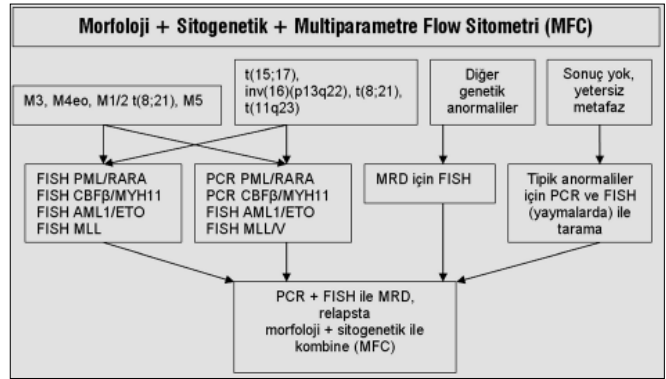 Morfoloji + Sitogenetik + Multiparametre Flow Sitometri (MFC)
M3, M4eo, M1/2 t(8;21), M5
t(15;17),
inv(16)(p13q22), t(8;21),
t(11q23)
Diğer
genetik
anormaliler
Sonuç yok,
yetersiz
metafaz
FISH PML/RARA
FISH CBFβ/MYH11
FISH AML1/ETO
FISH MLL
PCR PML/RARA
PCR CBFβ/MYH11
FISH AML1/ETO
FISH MLL/V
MRD için FISH
Tipik anormaliler
için PCR ve FISH
(yaymalarda) ile
tarama
PCR + FISH ile MRD,
relapsta
morfoloji + sitogenetik ile
kombine (MFC)